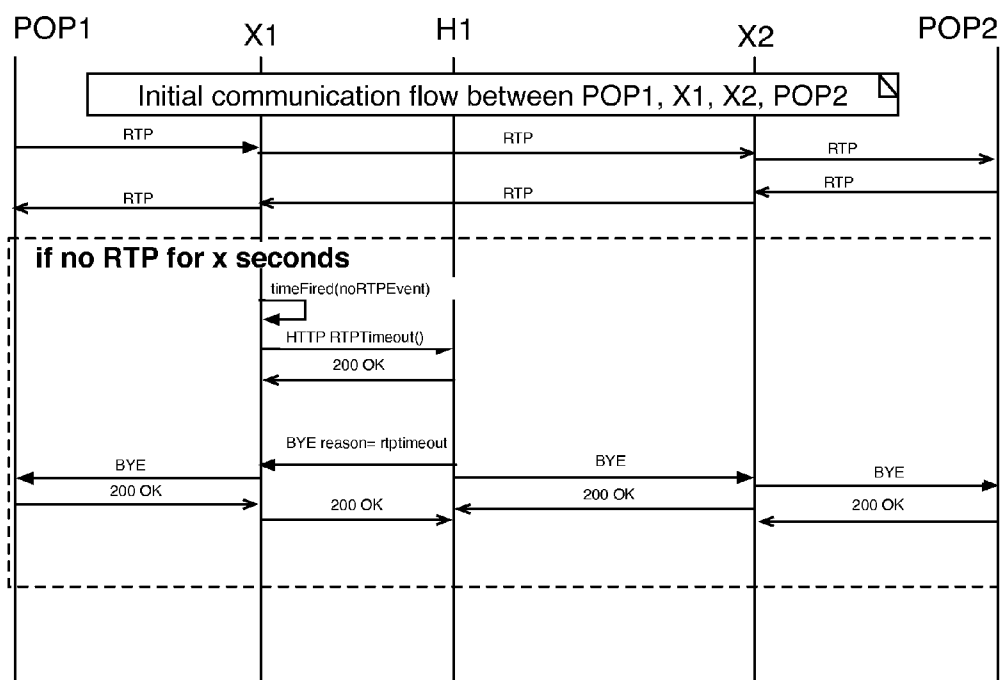 POP1 X1 H1 X2 POP2
Initial communication flow between POP1, X1, X2, POP2
RTP RTP RTP
RTP RTP RTP
if no RTP for x seconds
timeFired(noRTPEvent)
HTTP RTPTimeout()
200 OK
BYE reason= rtptimeout
BYE BYE BYE
200 OK 200 OK 200 OK 200 OK